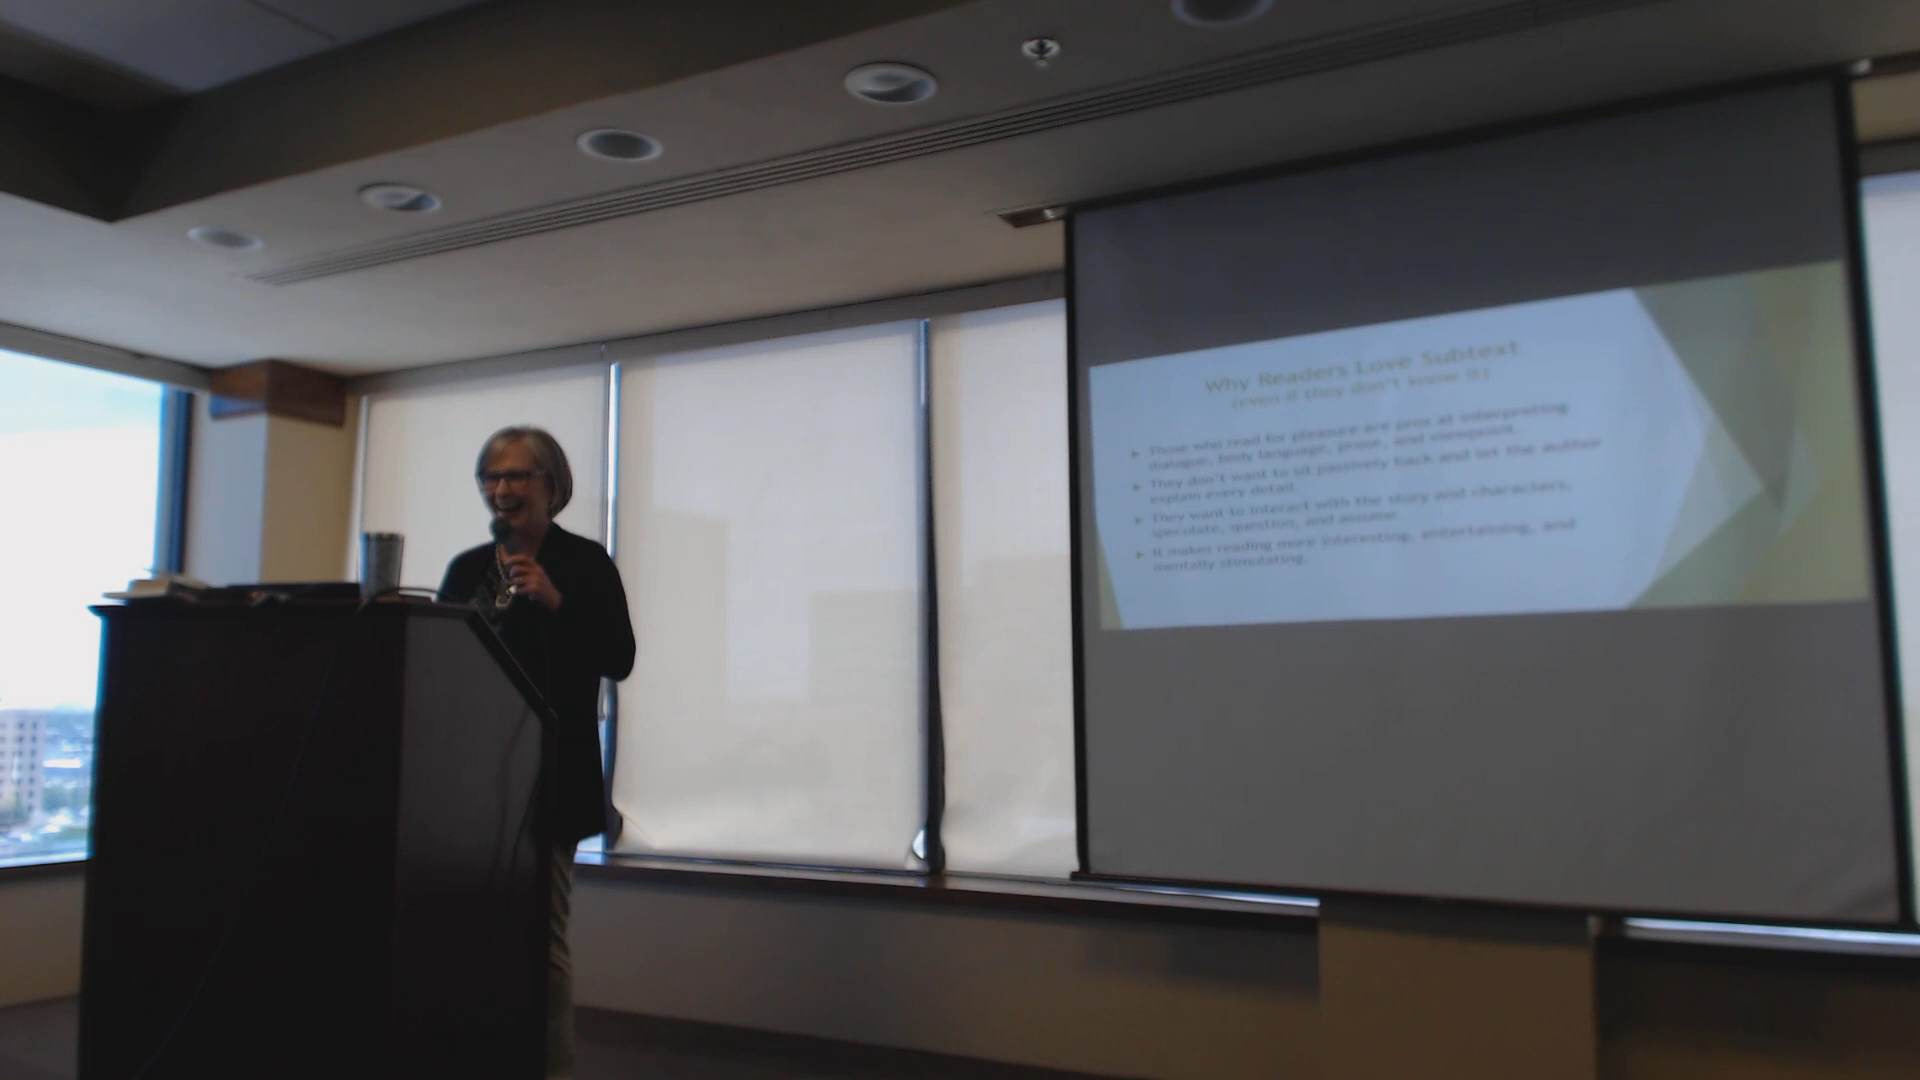 Why Readers Love Subtext
(even if they don't know it)
Those who read for pleasure are pros at interpreting
dialogue, body language, prose, and viewpoint.
They don't want to sit passively back and let the author
explain every detail.
They want to interact with the story and characters,
speculate, question, and assume.
It makes reading more interesting, entertaining, and
mentally stimulating.